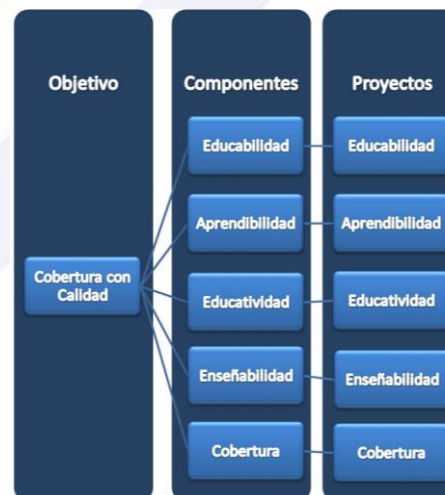 Objetivo
Componentes
Proyectos
Educabilidad
Educabilidad
Aprendibilidad
Aprendibilidad
Cobertura con
Calidad
Educatividad
Educatividad
Enseñabilidad
Enseñabilidad
Cobertura
Cobertura